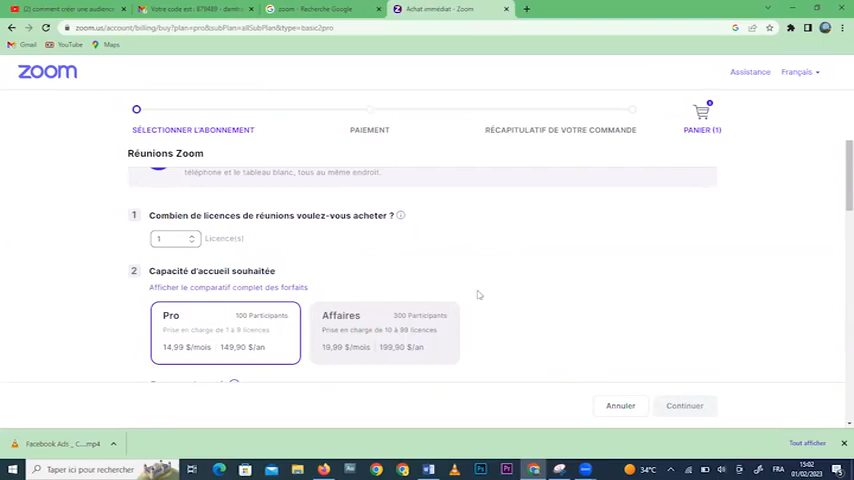 (2) comment créer une audience
Votre code est : 879489 - damtra
zoom - Recherche Google
Achat immédiat - Zoom
zoom.us/account/billing/buy?plan=pro&subPlan=allSubPlan&type=basic2pro
Gmail
YouTube
Maps
zoom
Assistance
Français
SÉLECTIONNER L'ABONNEMENT
PAIEMENT
RÉCAPITULATIF DE VOTRE COMMANDE
PANIER (1)
Réunions Zoom
téléphone et le tableau blanc, tous au même endroit.
1 Combien de licences de réunions voulez-vous acheter ?
1 Licence(s)
2 Capacité d'accueil souhaitée
Afficher le comparatif complet des forfaits
Pro 100 Participants
Prise en charge de 1 à 9 licences
14,99 $/mois 149,90 $/an
Affaires 300 Participants
Prise en charge de 10 à 99 licences
19,99 $/mois 199,90 $/an
Annuler
Continuer
Facebook Ads _ C....mp4
Tout afficher
Taper ici pour rechercher
34°C
FRA
15:02
01/02/2023